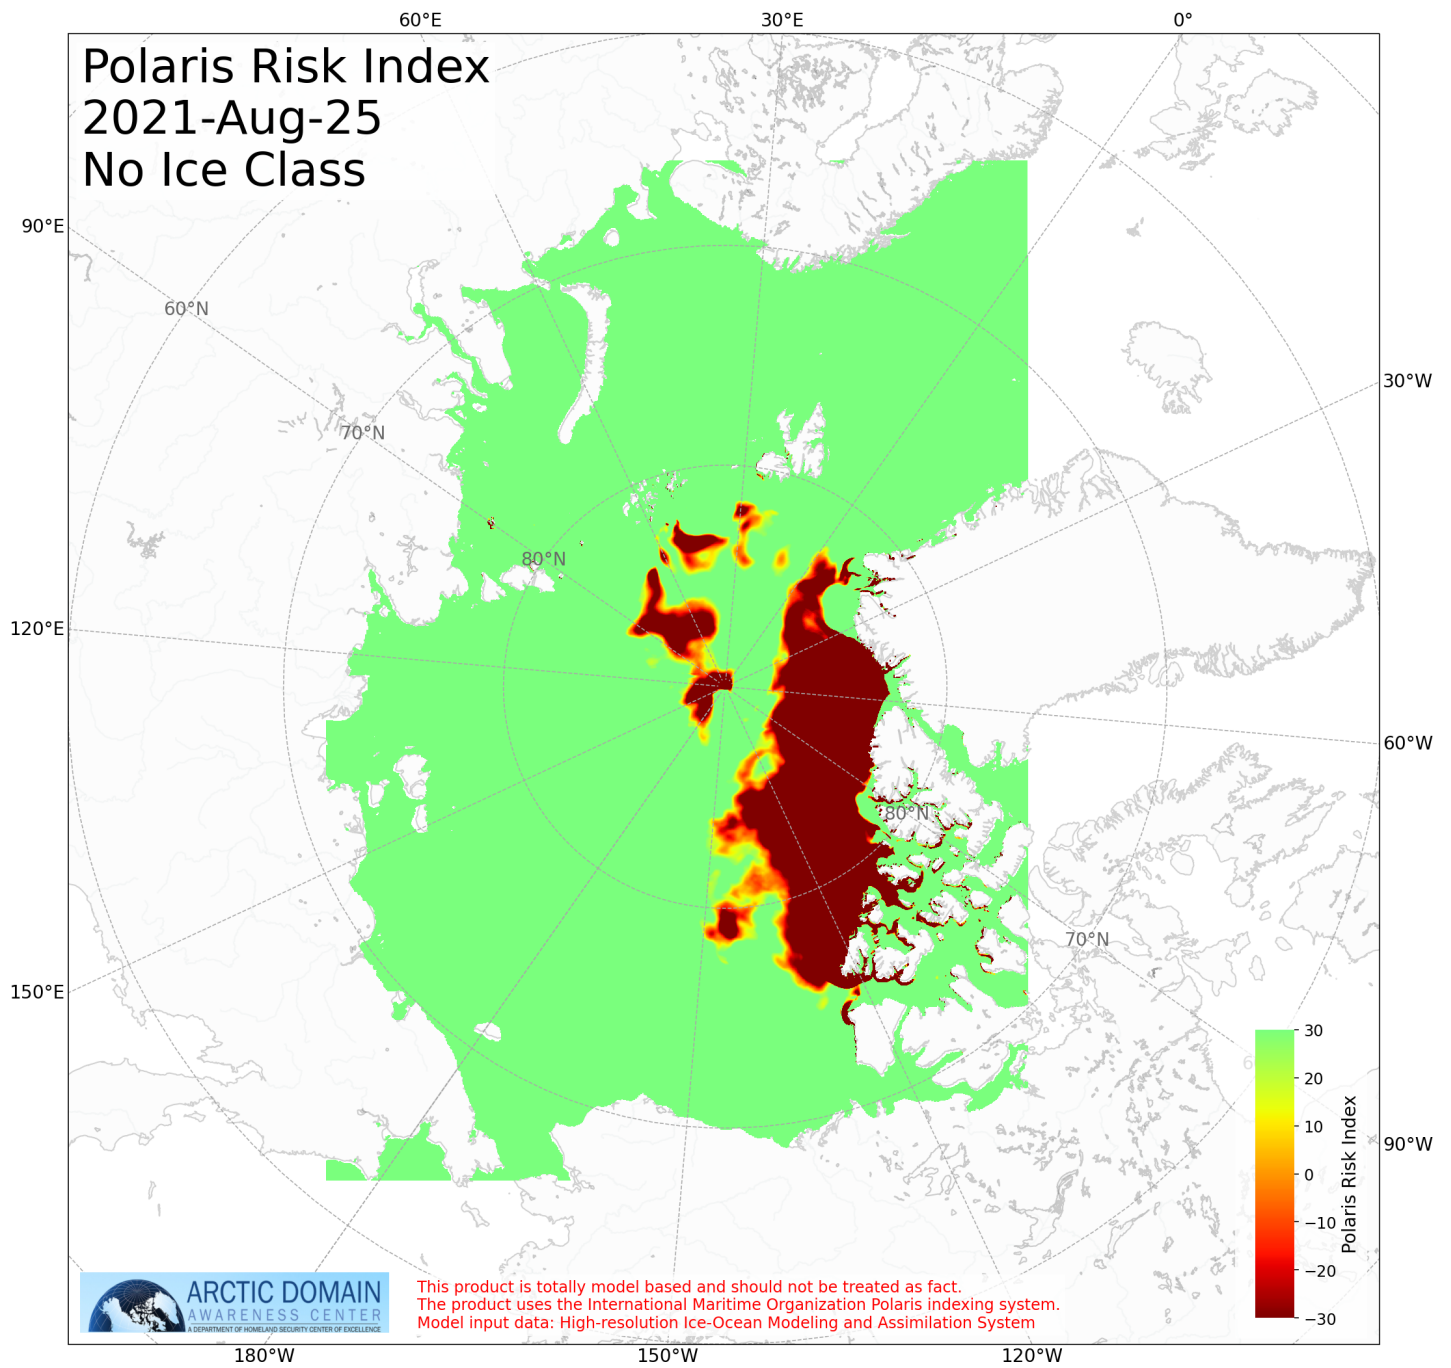 60°E 30°E 0°
Polaris Risk Index
2021-Aug-25
No Ice Class
90°E
60°N
30°W
70°N
80°N
120°E
60°W
80°N
70°N
150°E
30
20
10
0
−10
−20
−30
Polaris Risk Index
90°W
ARCTIC DOMAIN
AWARENESS CENTER
A DEPARTMENT OF HOMELAND SECURITY CENTER OF EXCELLENCE
This product is totally model based and should not be treated as fact.
The product uses the International Maritime Organization Polaris indexing system.
Model input data: High-resolution Ice-Ocean Modeling and Assimilation System
180°W 150°W 120°W